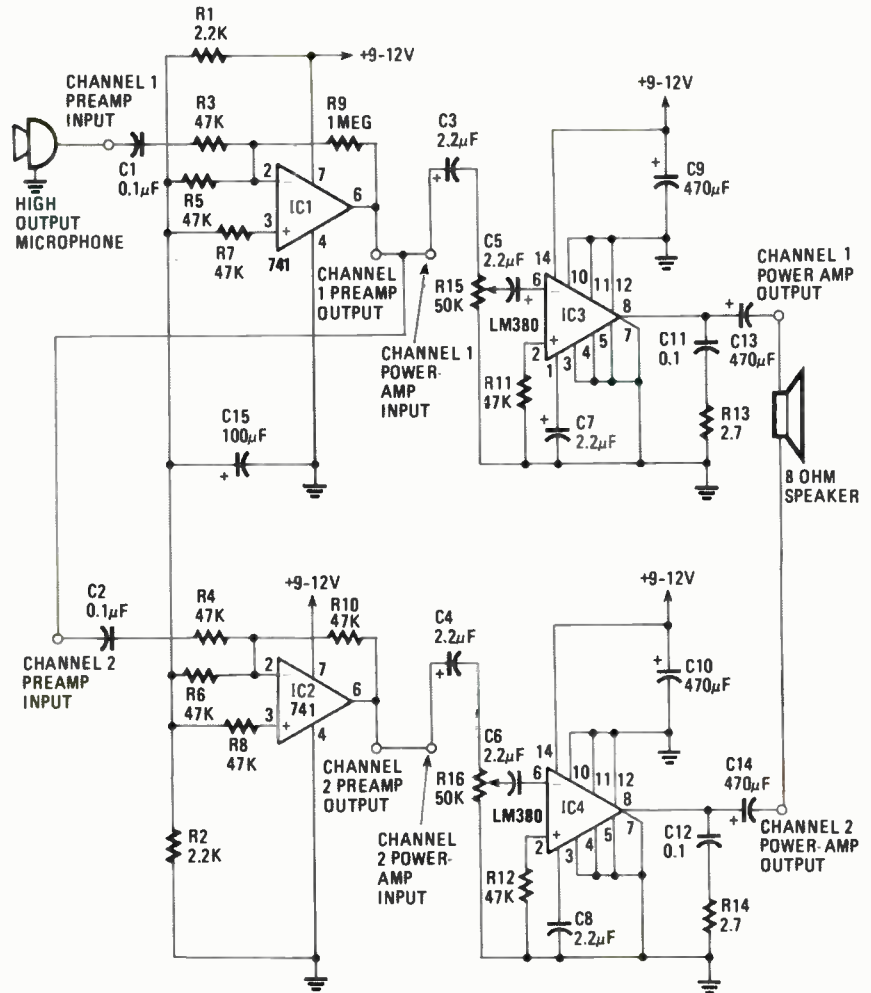 R1
2.2K
+9-12V
CHANNEL 1
PREAMP
INPUT
R3
47K
R9
1MEG
C1
0.1µF
HIGH
OUTPUT
MICROPHONE
R5
47K
R7
47K
2
−
3
+
7
6
4
IC1
741
CHANNEL
1 PREAMP
OUTPUT
C3
2.2µF
+
CHANNEL 1
POWER-
AMP
INPUT
R15
50K
C5
2.2µF
+
+9-12V
+
C9
470µF
14
6
−
10
11
12
8
7
LM380
IC3
+
2
1
3
4
5
R11
47K
+
C7
2.2µF
C11
0.1
+
C13
470µF
CHANNEL 1
POWER AMP
OUTPUT
R13
2.7
8 OHM
SPEAKER
C15
100µF
+
C2
0.1µF
CHANNEL 2
PREAMP
INPUT
R4
47K
+9-12V
R10
47K
R6
47K
R8
47K
2
−
3
+
7
6
4
IC2
741
CHANNEL
2 PREAMP
OUTPUT
R2
2.2K
C4
2.2µF
+
CHANNEL
2 POWER-
AMP
INPUT
R16
50K
C6
2.2µF
+9-12V
+
C10
470µF
14
6
−
10
11
12
8
7
LM380
IC4
+
2
1
3
4
5
R12
47K
C8
2.2µF
C12
0.1
C14
470µF
+
CHANNEL 2
POWER-AMP
OUTPUT
R14
2.7